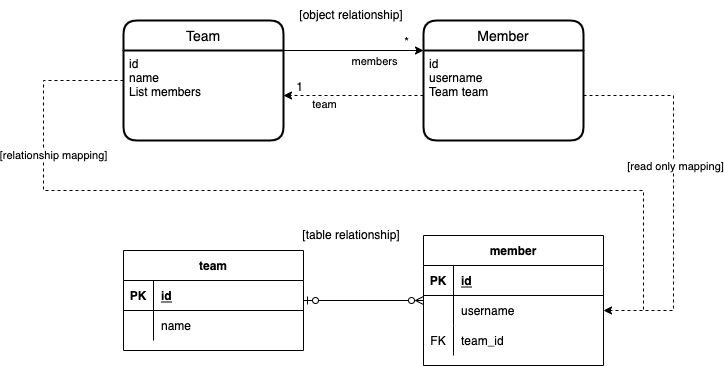 [object relationship]
Team
Member
*
members
id
name
List members
id
username
Team team
1
team
[relationship mapping]
[read only mapping]
[table relationship]
team
PK id
name
member
PK id
username
FK team_id